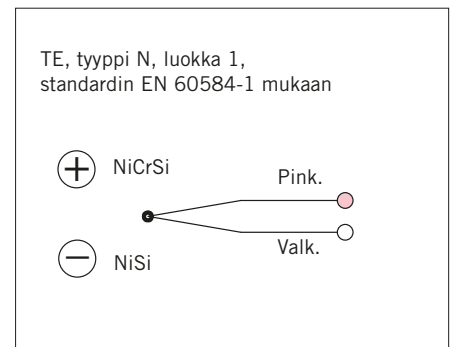 TE, tyyppi N, luokka 1,
standardin EN 60584-1 mukaan
+ NiCrSi
Pink.
− NiSi
Valk.